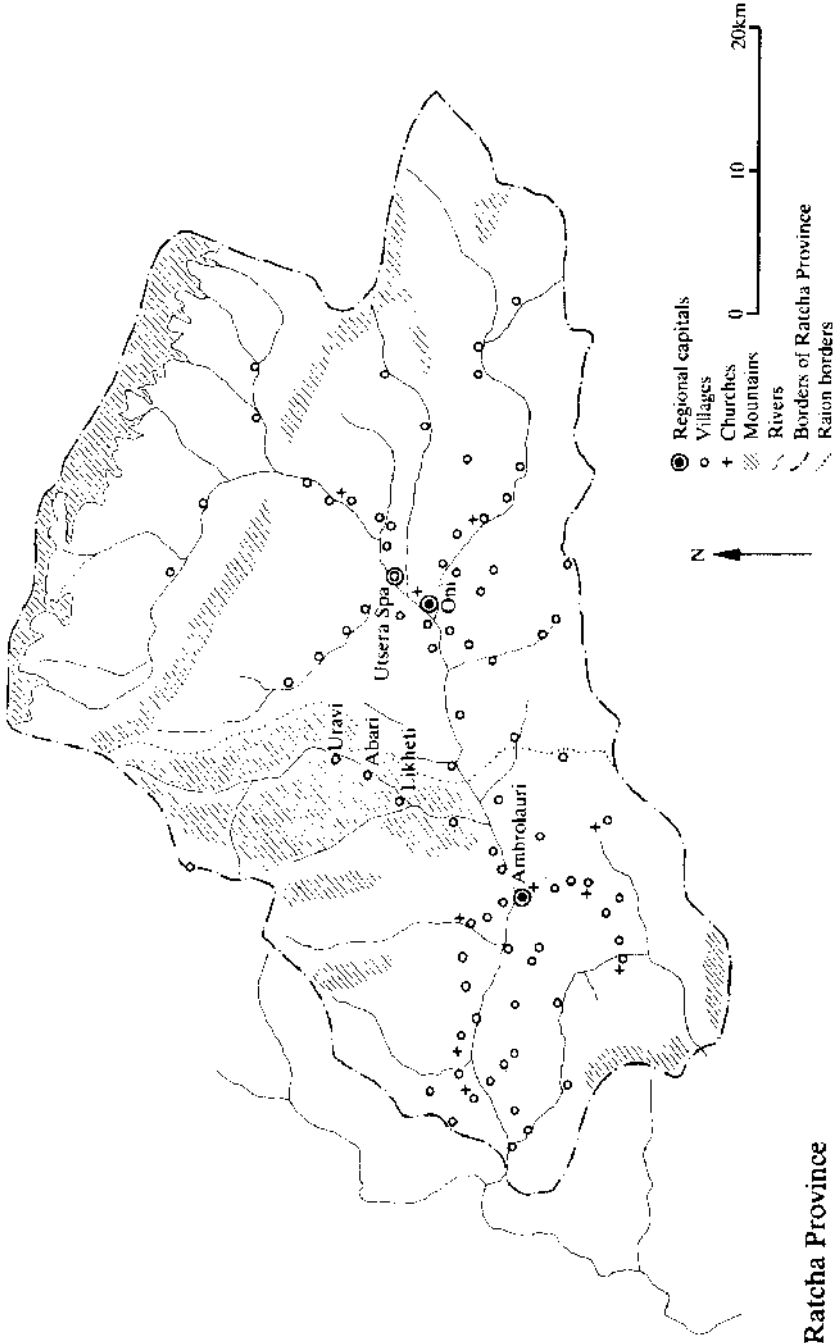 Ratcha Province
Uravi
Abari
Likheti
Utsera Spa
Oni
Ambrolauri
N
0 10 20km
Regional capitals
Villages
Churches
Mountains
Rivers
Borders of Ratcha Province
Raion borders